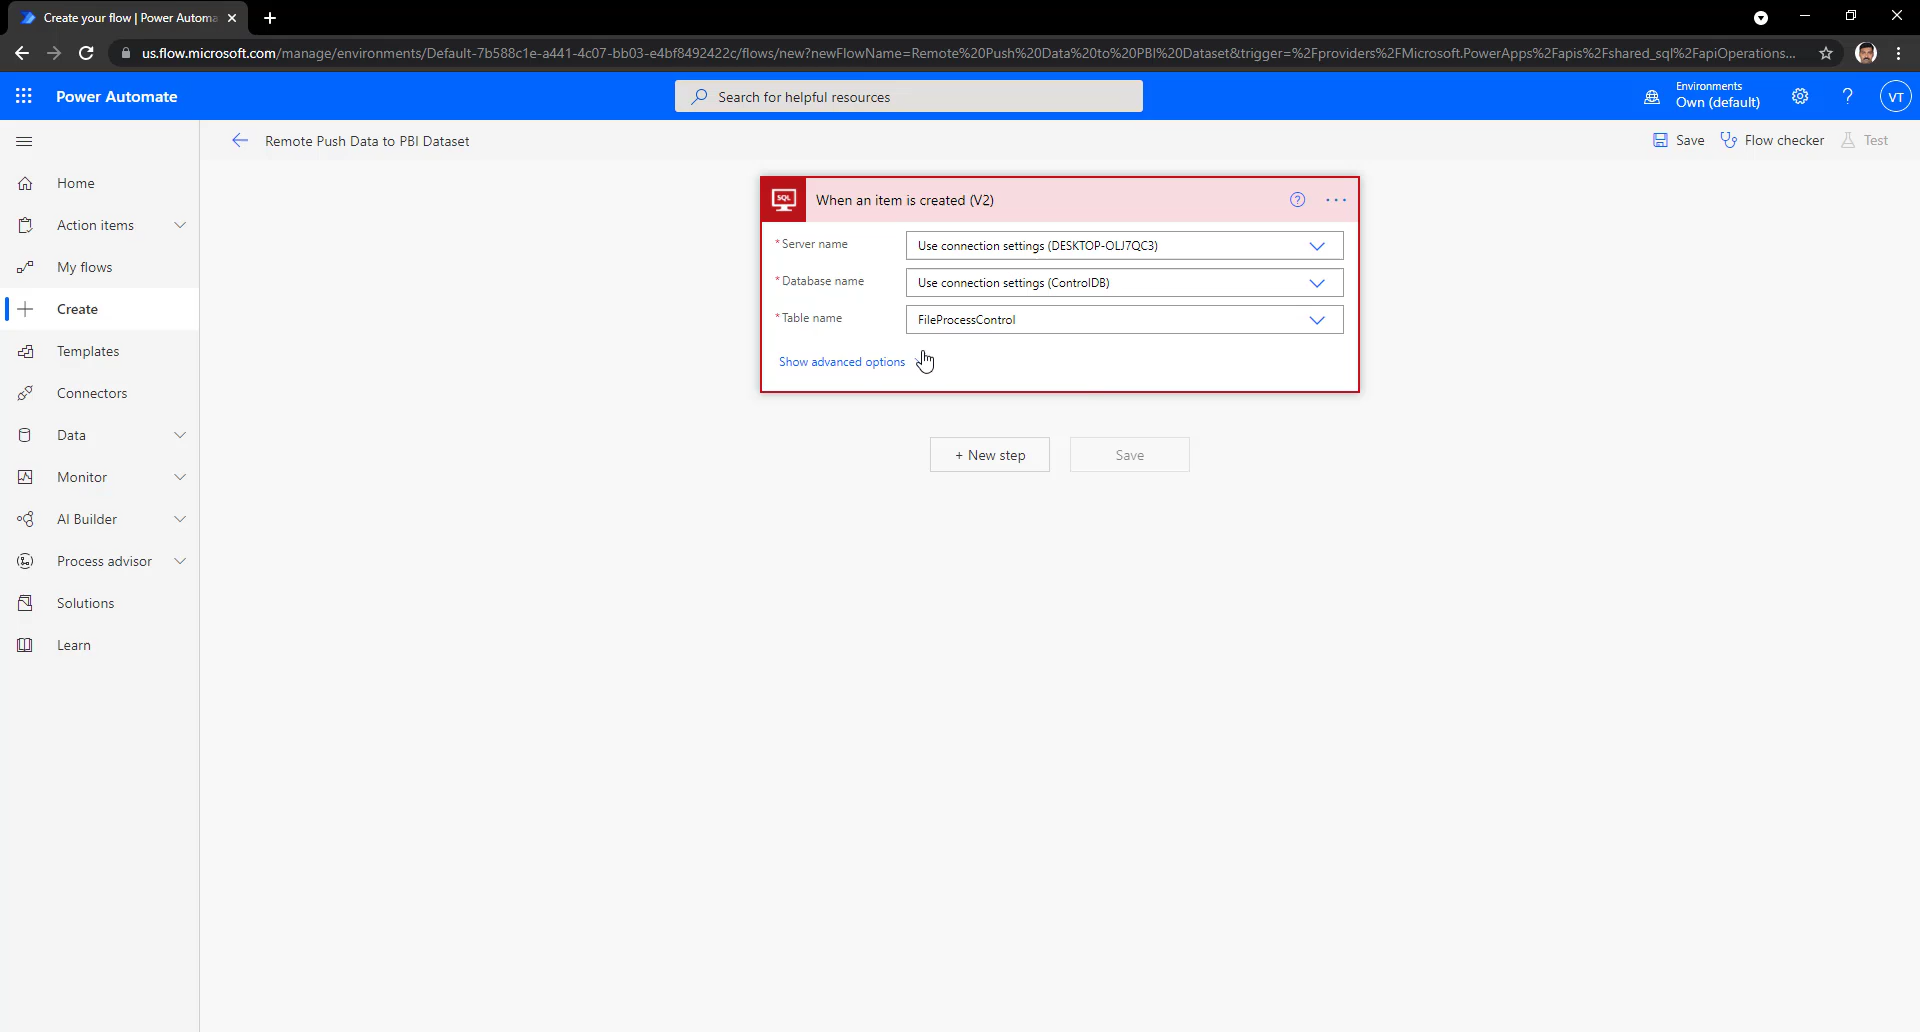 Create your flow | Power Automa
us.flow.microsoft.com/manage/environments/Default-7b588c1e-a441-4c07-bb03-e4bf8492422c/flows/new?newFlowName=Remote%20Push%20Data%20to%20PBI%20Dataset&trigger=%2Fproviders%2FMicrosoft.PowerApps%2Fapis%2Fshared_sql%2FapiOperations...
Power Automate
Search for helpful resources
Environments
Own (default)
?
VT
Remote Push Data to PBI Dataset
Save
Flow checker
Test
Home
Action items
My flows
Create
Templates
Connectors
Data
Monitor
AI Builder
Process advisor
Solutions
Learn
SQL
When an item is created (V2)
?
...
* Server name
Use connection settings (DESKTOP-OLJ7QC3)
* Database name
Use connection settings (ControlDB)
* Table name
FileProcessControl
Show advanced options
+ New step
Save